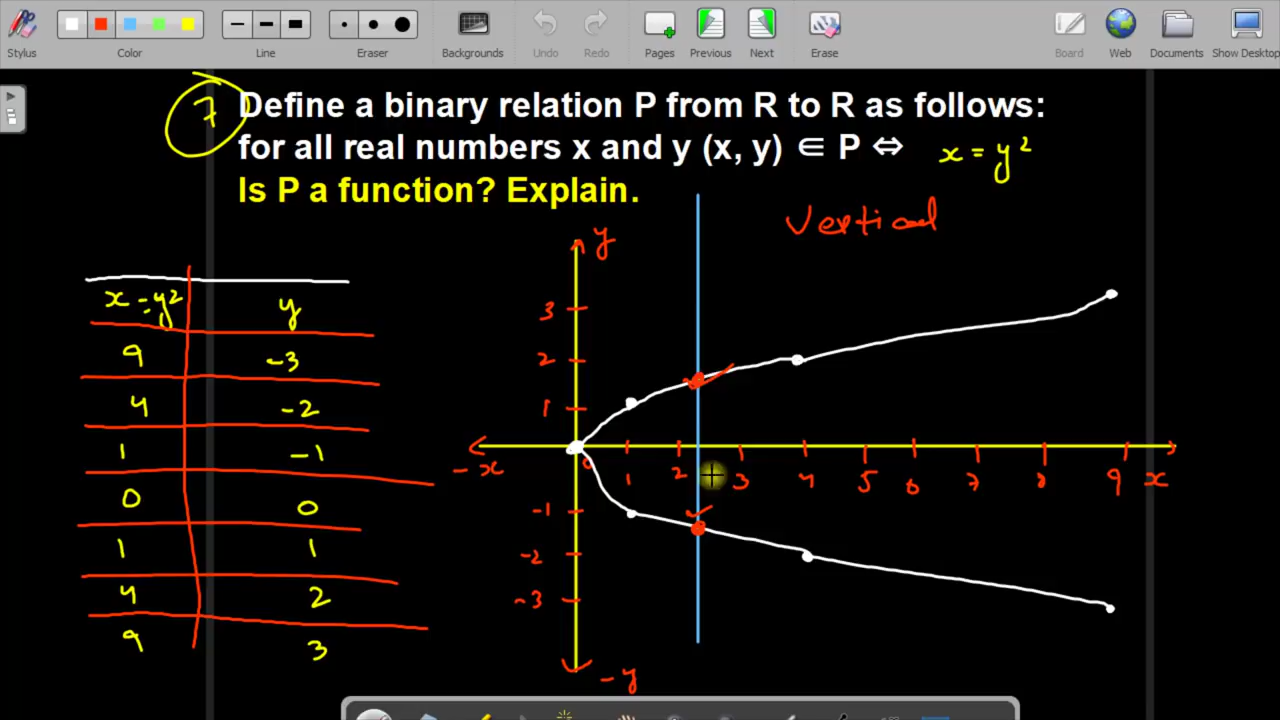 Stylus Color Line Eraser Backgrounds Undo Redo Pages Previous Next Erase Board Web Documents Show Desktop
7 Define a binary relation P from R to R as follows:
for all real numbers x and y (x, y) ∈ P ⇔ x = y²
Is P a function? Explain.
Vertical
y
x = y² y
9 -3
4 -2
1 -1
0 0
1 1
4 2
9 3
3
2
1
-x 0 1 2 3 4 5 6 7 8 9 x
-1
-2
-3
-y